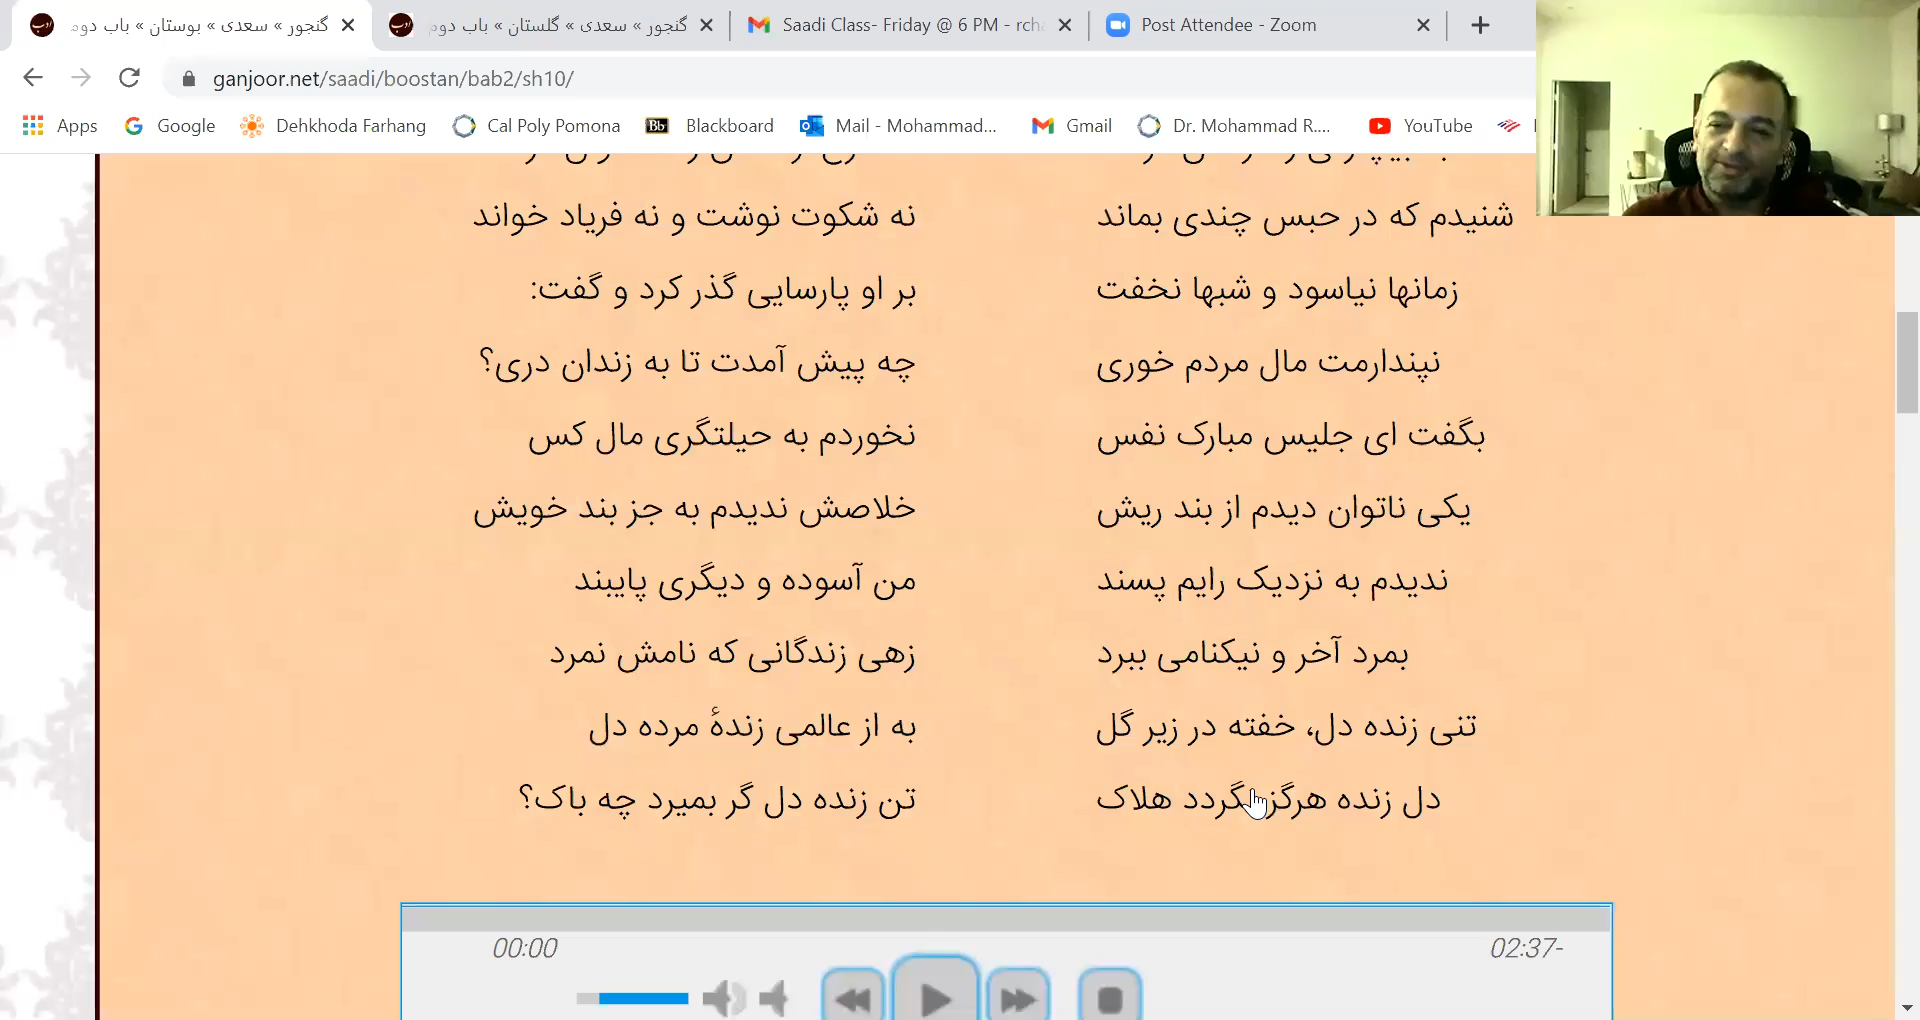 گنجور » سعدی » بوستان » باب دوم
گنجور » سعدی » گلستان » باب دوم
Saadi Class- Friday @ 6 PM - rcha
Post Attendee - Zoom
ganjoor.net/saadi/boostan/bab2/sh10/
Apps Google Dehkhoda Farhang Cal Poly Pomona Bb Blackboard Mail - Mohammad... Gmail Dr. Mohammad R.... YouTube
شنیدم که در حبس چندی بماند نه شکوت نوشت و نه فریاد خواند
زمانها نیاسود و شبها نخفت بر او پارسایی گذر کرد و گفت:
نپندارمت مال مردم خوری چه پیش آمدت تا به زندان دری؟
بگفت ای جلیس مبارک نفس نخوردم به حیلتگری مال کس
یکی ناتوان دیدم از بند ریش خلاصش ندیدم به جز بند خویش
ندیدم به نزدیک رایم پسند من آسوده و دیگری پایبند
بمرد آخر و نیکنامی ببرد زهی زندگانی که نامش نمرد
تنی زنده دل، خفته در زیر گل به از عالمی زندهٔ مرده دل
دل زنده هرگز نگردد هلاک تن زنده دل گر بمیرد چه باک؟
00:00 02:37-